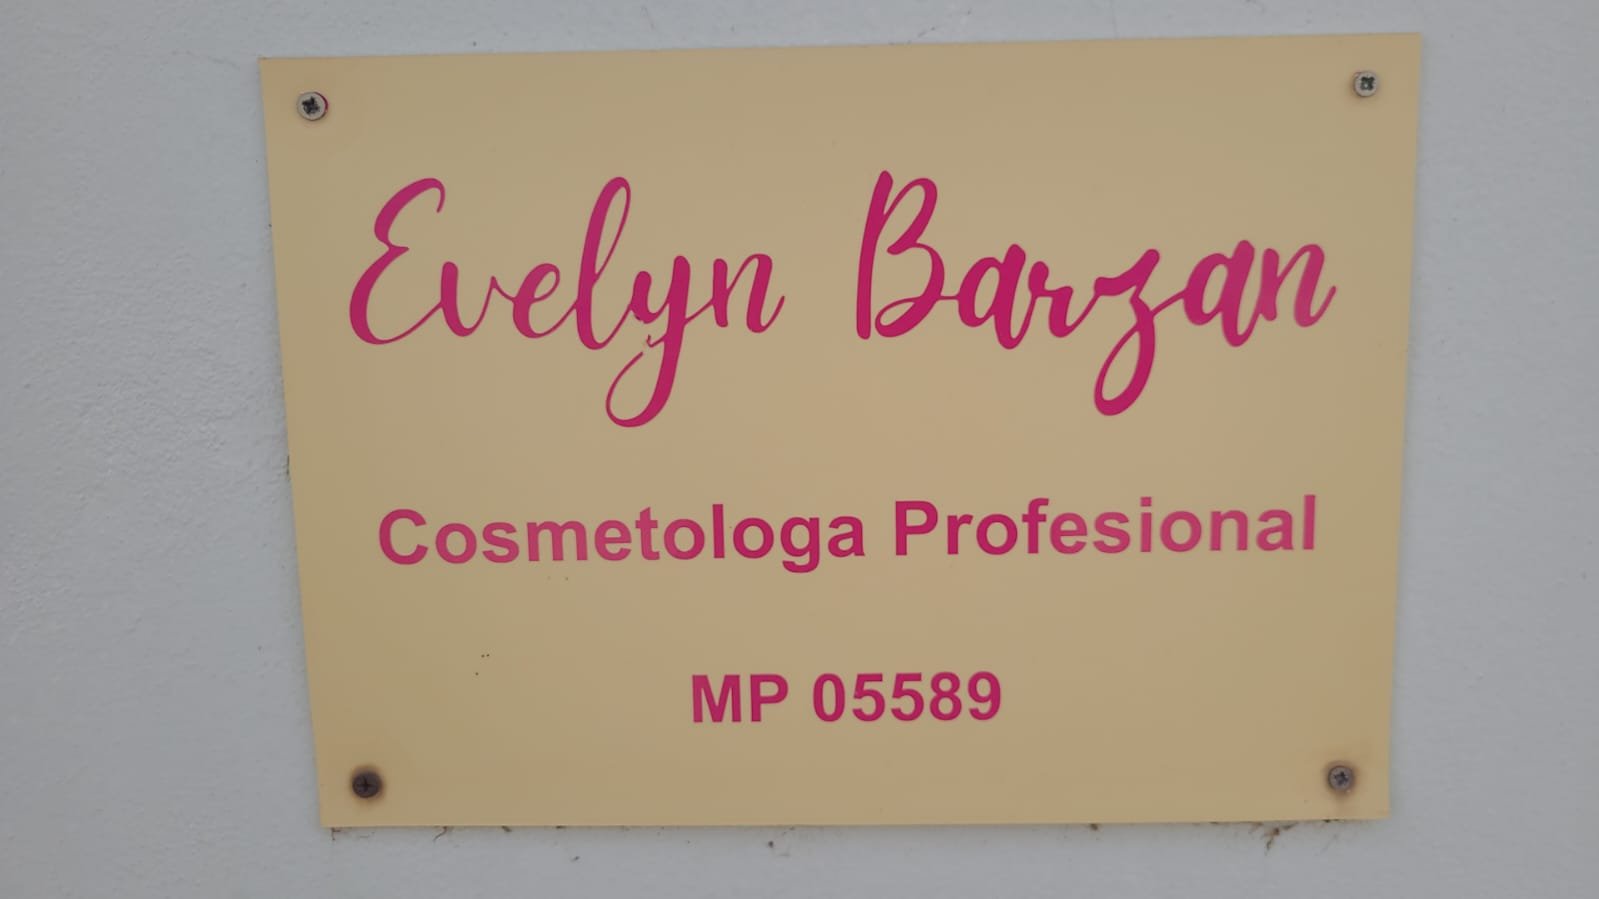 Evelyn Barzan
Cosmetologa Profesional
MP 05589